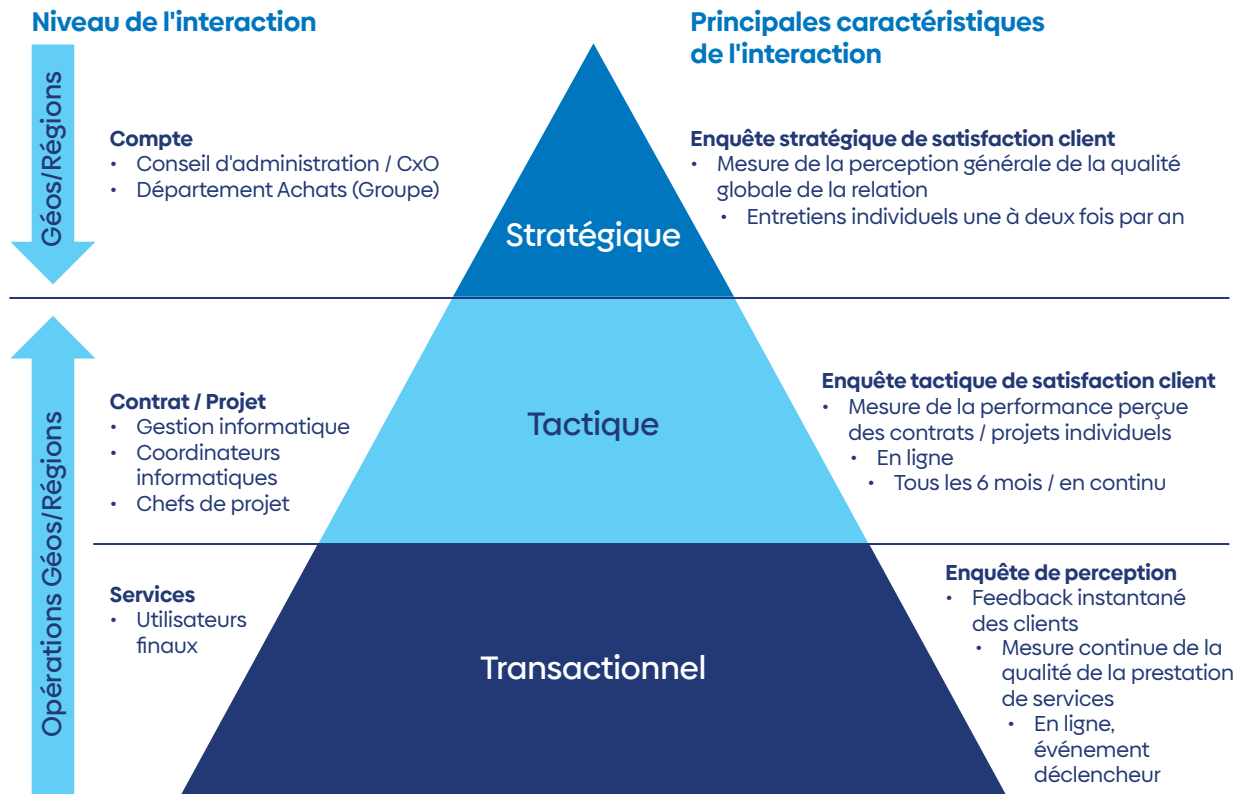 Niveau de l'interaction
Principales caractéristiques
de l'interaction
Géos/Régions
Compte
• Conseil d'administration / CxO
• Département Achats (Groupe)
Stratégique
Enquête stratégique de satisfaction client
• Mesure de la perception générale de la qualité
globale de la relation
• Entretiens individuels une à deux fois par an
Opérations Géos/Régions
Contrat / Projet
• Gestion informatique
• Coordinateurs
informatiques
• Chefs de projet
Tactique
Enquête tactique de satisfaction client
• Mesure de la performance perçue
des contrats / projets individuels
• En ligne
• Tous les 6 mois / en continu
Services
• Utilisateurs
finaux
Transactionnel
Enquête de perception
• Feedback instantané
des clients
• Mesure continue de la
qualité de la prestation
de services
• En ligne,
événement
déclencheur